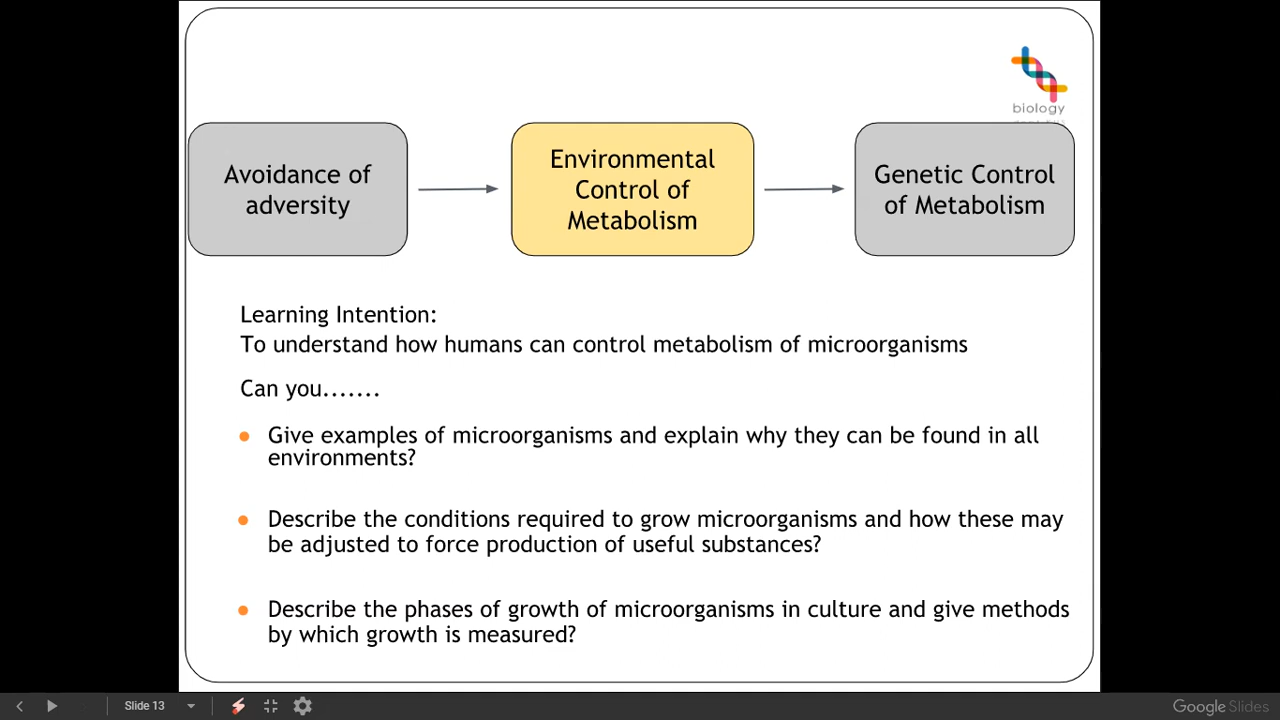 biology
Avoidance of
adversity
Environmental
Control of
Metabolism
Genetic Control
of Metabolism
Learning Intention:
To understand how humans can control metabolism of microorganisms
Can you.......
Give examples of microorganisms and explain why they can be found in all
environments?
Describe the conditions required to grow microorganisms and how these may
be adjusted to force production of useful substances?
Describe the phases of growth of microorganisms in culture and give methods
by which growth is measured?
Slide 13
Google Slides